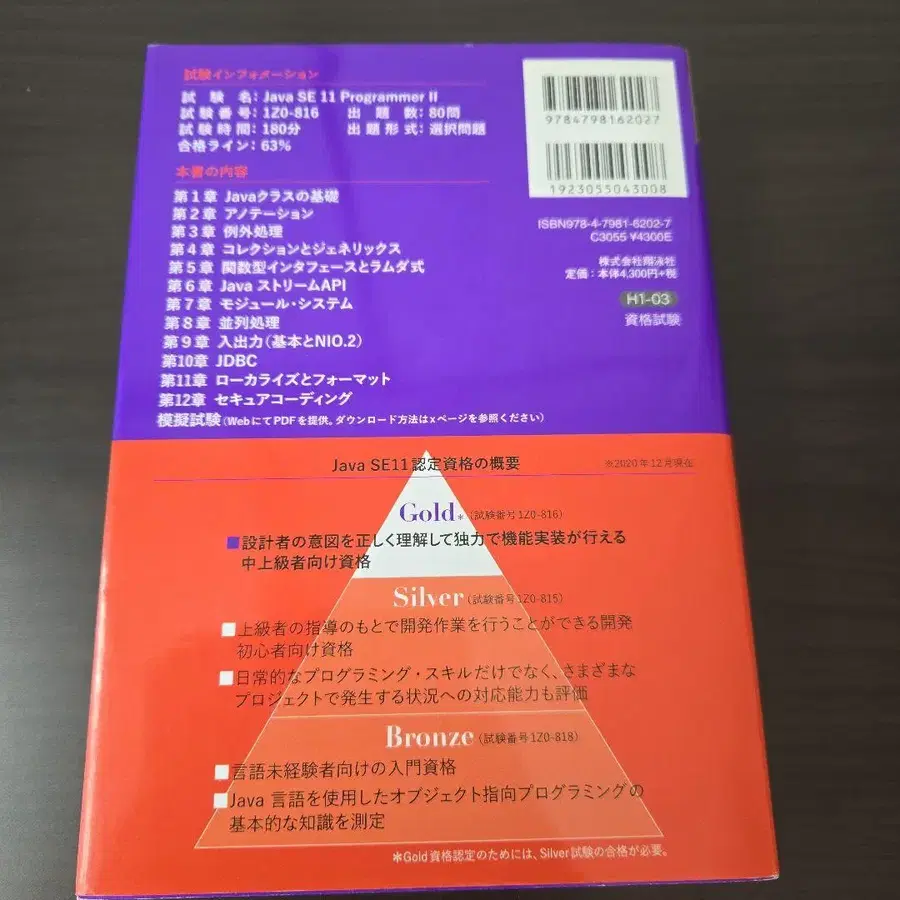 試験インフォメーション
試験名：Java SE 11 Programmer II
試験番号：1Z0-816 出題数：80問
試験時間：180分 出題形式：選択問題
合格ライン：63%
本書の内容
第1章 Javaクラスの基礎
第2章 アノテーション
第3章 例外処理
第4章 コレクションとジェネリックス
第5章 関数型インタフェースとラムダ式
第6章 Java ストリームAPI
第7章 モジュール・システム
第8章 並列処理
第9章 入出力（基本とNIO.2）
第10章 JDBC
第11章 ローカライズとフォーマット
第12章 セキュアコーディング
模擬試験（WebにてPDFを提供。ダウンロード方法はxページを参照ください）
9784798162027
1923055043008
ISBN978-4-7981-6202-7
C3055 ¥4300E
株式会社翔泳社
定価：本体4,300円+税
H1-03
資格試験
Java SE11認定資格の概要
※2020年12月現在
Gold*（試験番号1Z0-816）
■設計者の意図を正しく理解して独力で機能実装が行える
中上級者向け資格
Silver（試験番号1Z0-815）
■上級者の指導のもとで開発作業を行うことができる開発
初心者向け資格
■日常的なプログラミング・スキルだけでなく、さまざまな
プロジェクトで発生する状況への対応能力も評価
Bronze（試験番号1Z0-818）
■言語未経験者向けの入門資格
■Java 言語を使用したオブジェクト指向プログラミングの
基本的な知識を測定
＊Gold資格認定のためには、Silver試験の合格が必要。